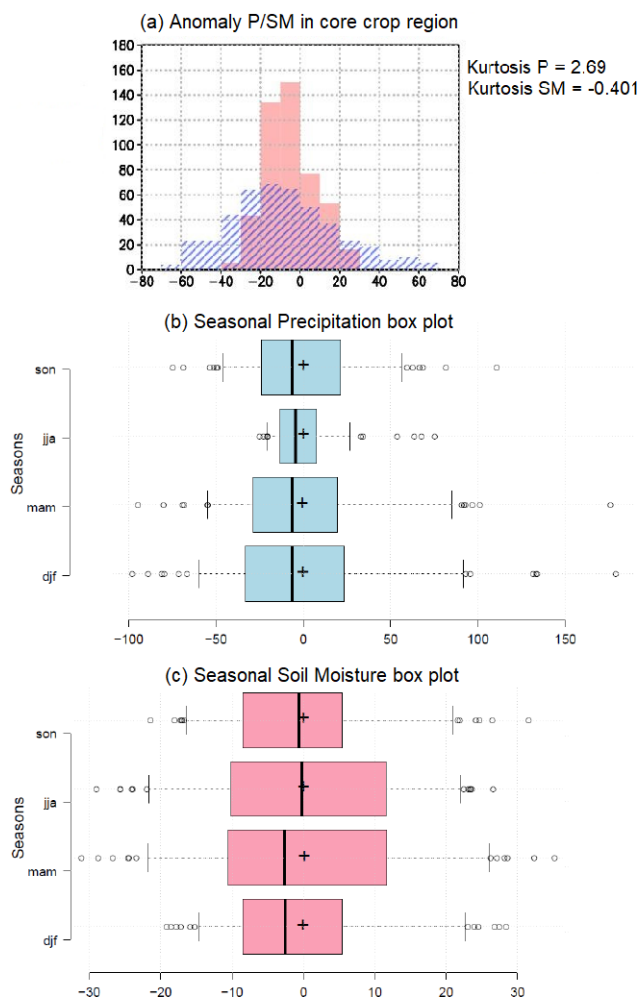 (a) Anomaly P/SM in core crop region
180
160
140
120
100
80
60
40
20
0
−80 −60 −40 −20 0 20 40 60 80
Kurtosis P = 2.69
Kurtosis SM = -0.401
(b) Seasonal Precipitation box plot
Seasons
son
jja
mam
djf
−100 −50 0 50 100 150
(c) Seasonal Soil Moisture box plot
Seasons
son
jja
mam
djf
−30 −20 −10 0 10 20 30